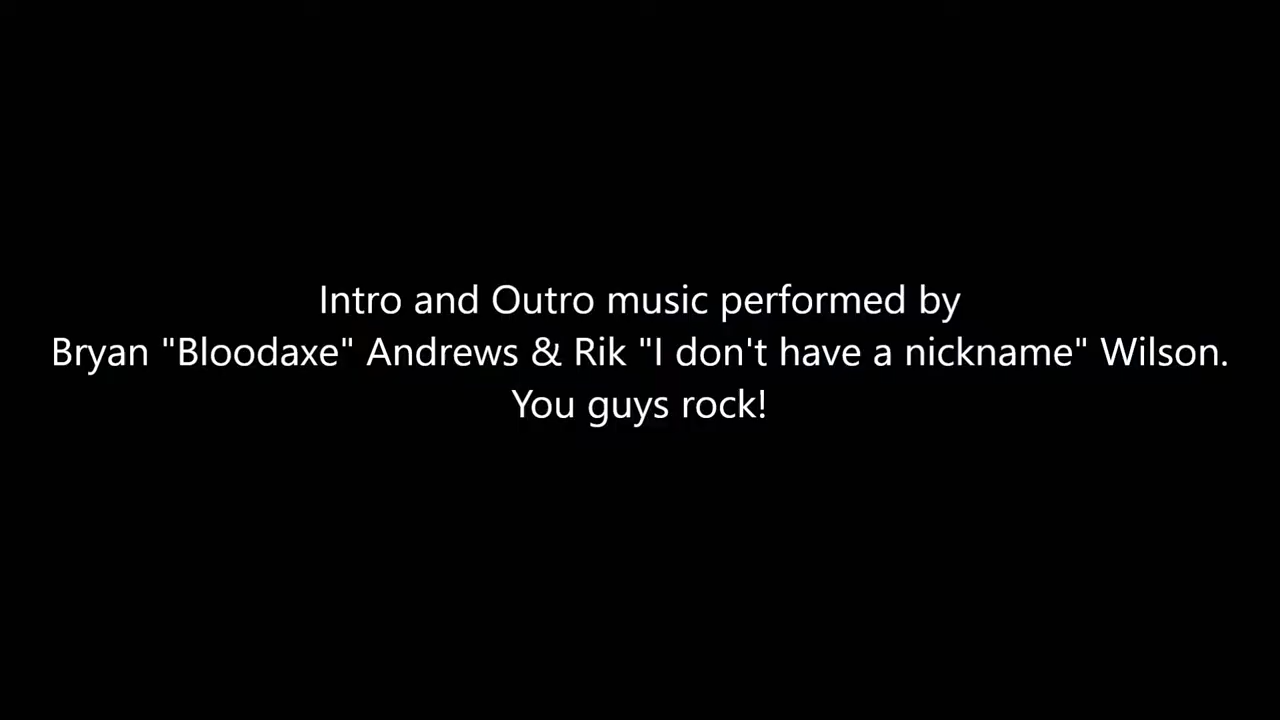 Intro and Outro music performed by
Bryan "Bloodaxe" Andrews & Rik "I don't have a nickname" Wilson.
You guys rock!